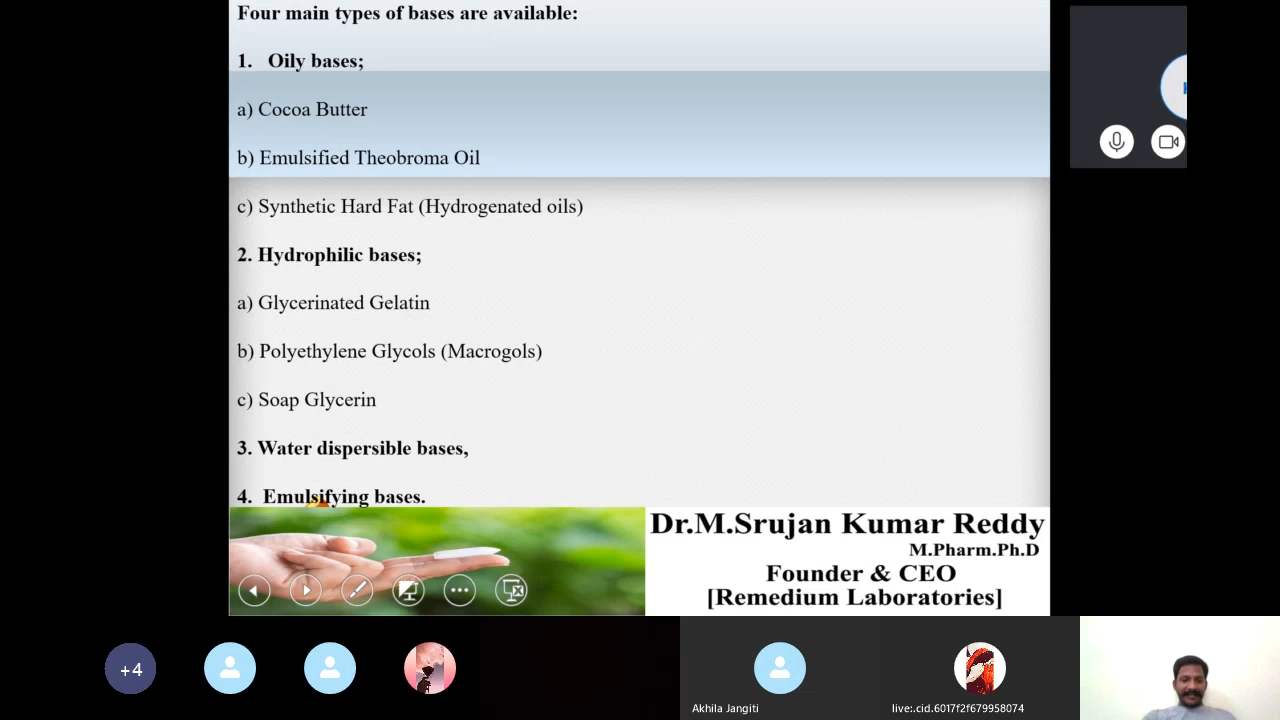 Four main types of bases are available:
1. Oily bases;
a) Cocoa Butter
b) Emulsified Theobroma Oil
c) Synthetic Hard Fat (Hydrogenated oils)
2. Hydrophilic bases;
a) Glycerinated Gelatin
b) Polyethylene Glycols (Macrogols)
c) Soap Glycerin
3. Water dispersible bases,
4. Emulsifying bases.
Dr.M.Srujan Kumar Reddy
M.Pharm.Ph.D
Founder & CEO
[Remedium Laboratories]
+4
Akhila Jangiti
live:.cid.6017f2f679958074